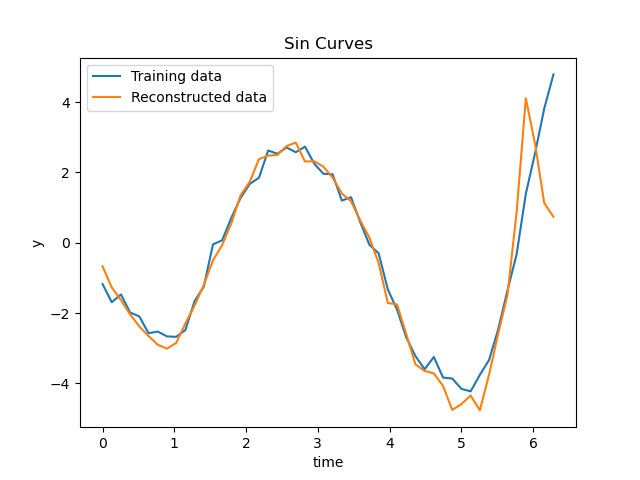 Sin Curves
Training data
Reconstructed data
y
4
2
0
−2
−4
0 1 2 3 4 5 6
time